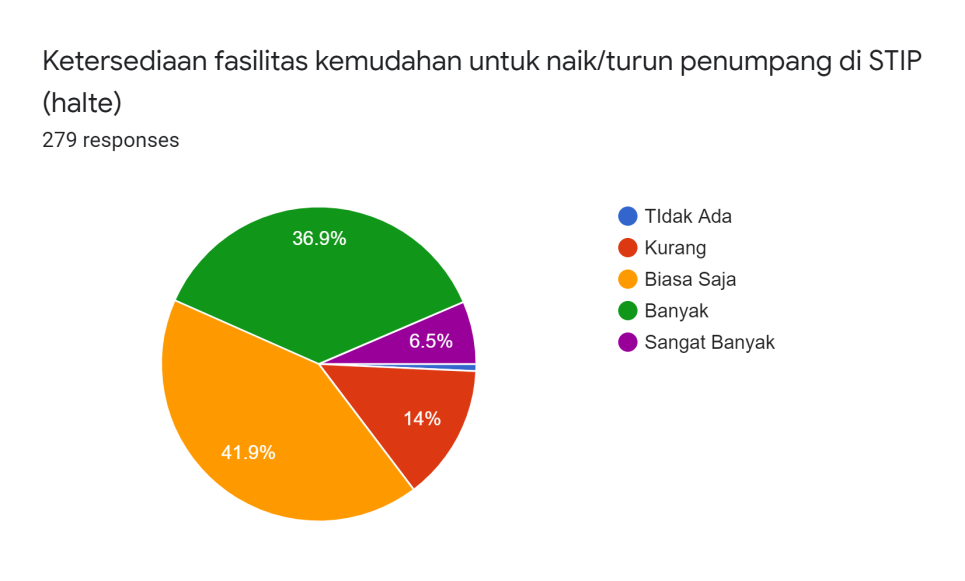 Ketersediaan fasilitas kemudahan untuk naik/turun penumpang di STIP
(halte)
279 responses
36.9%
6.5%
14%
41.9%
TIdak Ada
Kurang
Biasa Saja
Banyak
Sangat Banyak